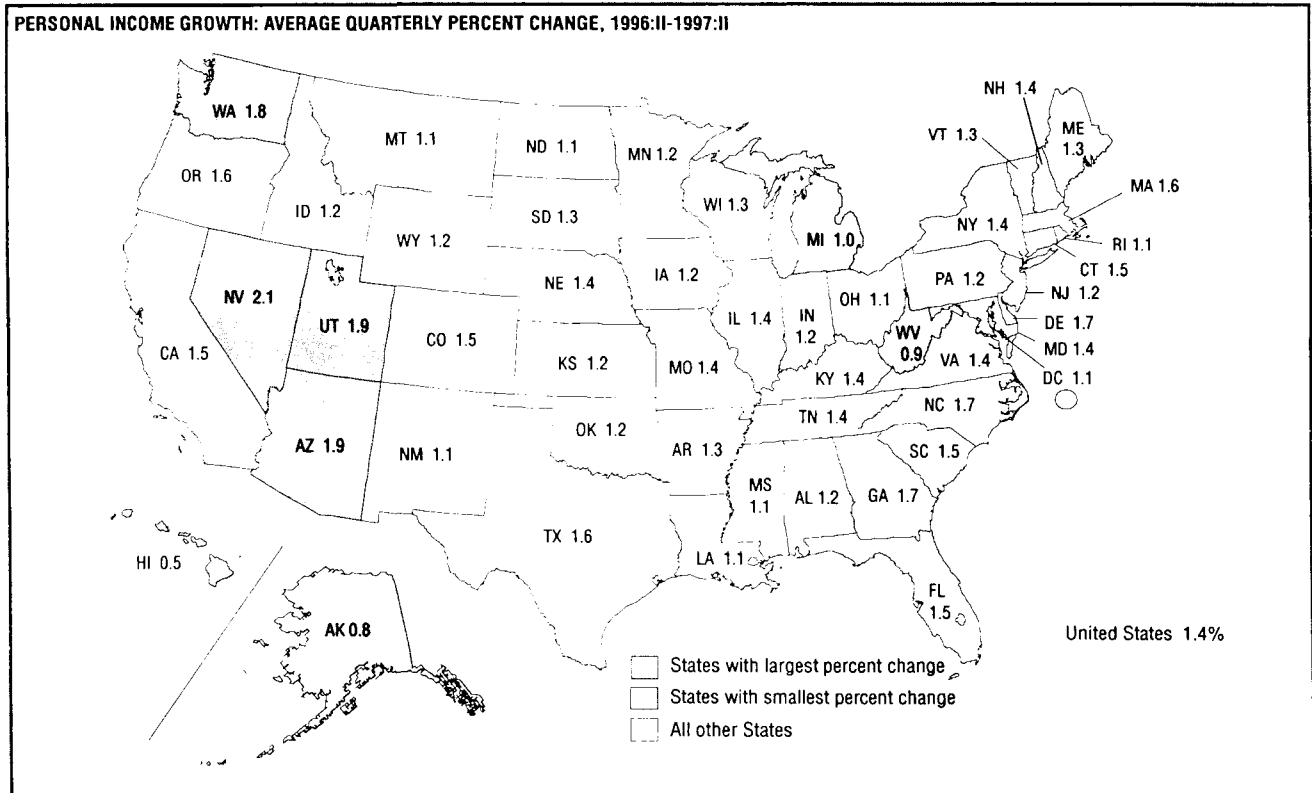 PERSONAL INCOME GROWTH: AVERAGE QUARTERLY PERCENT CHANGE, 1996:II-1997:II
WA 1.8
OR 1.6
MT 1.1
ID 1.2
WY 1.2
ND 1.1
SD 1.3
NE 1.4
MN 1.2
WI 1.3
MI 1.0
IA 1.2
NV 2.1
UT 1.9
CO 1.5
CA 1.5
KS 1.2
MO 1.4
IL 1.4
IN
1.2
OH 1.1
KY 1.4
WV
0.9
PA 1.2
NY 1.4
VT 1.3
NH 1.4
ME
1.3
MA 1.6
RI 1.1
CT 1.5
NJ 1.2
DE 1.7
MD 1.4
DC 1.1
VA 1.4
NC 1.7
TN 1.4
SC 1.5
AZ 1.9
NM 1.1
OK 1.2
AR 1.3
MS
1.1
AL 1.2
GA 1.7
TX 1.6
LA 1.1
FL
1.5
HI 0.5
AK 0.8
United States 1.4%
States with largest percent change
States with smallest percent change
All other States